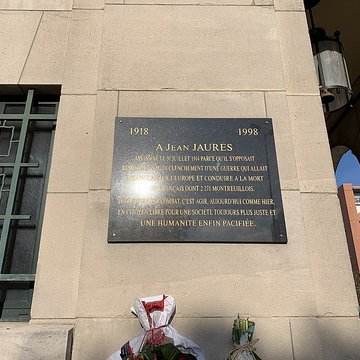 1918 1998
A JEAN JAURÈS
ASSASSINÉ LE 31 JUILLET 1914 PARCE QU'IL S'OPPOSAIT
CLENCHEMENT D'UNE GUERRE QUI ALLAIT
L'EUROPE ET CONDUIRE A LA MORT
FRANÇAIS DONT 2 271 MONTREUILLOIS.
COMBAT, C'EST AGIR, AUJOURD'HUI COMME HIER,
EN CITOYEN LIBRE POUR UNE SOCIÉTÉ TOUJOURS PLUS JUSTE ET
UNE HUMANITÉ ENFIN PACIFIÉE.